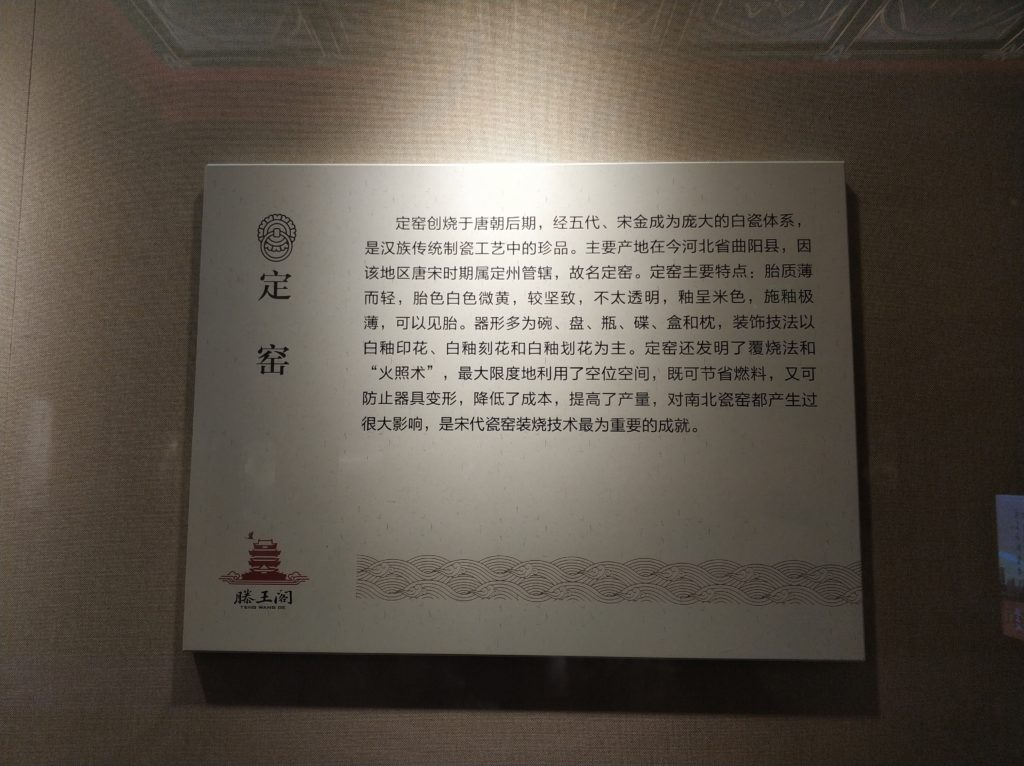 定窑
定窑创烧于唐朝后期，经五代、宋金成为庞大的白瓷体系，
是汉族传统制瓷工艺中的珍品。主要产地在今河北省曲阳县，因
该地区唐宋时期属定州管辖，故名定窑。定窑主要特点：胎质薄
而轻，胎色白色微黄，较坚致，不太透明，釉呈米色，施釉极
薄，可以见胎。器形多为碗、盘、瓶、碟、盒和枕，装饰技法以
白釉印花、白釉刻花和白釉划花为主。定窑还发明了覆烧法和
“火照术”，最大限度地利用了空位空间，既可节省燃料，又可
防止器具变形，降低了成本，提高了产量，对南北瓷窑都产生过
很大影响，是宋代瓷窑装烧技术最为重要的成就。
滕王阁
TENG WANG GE